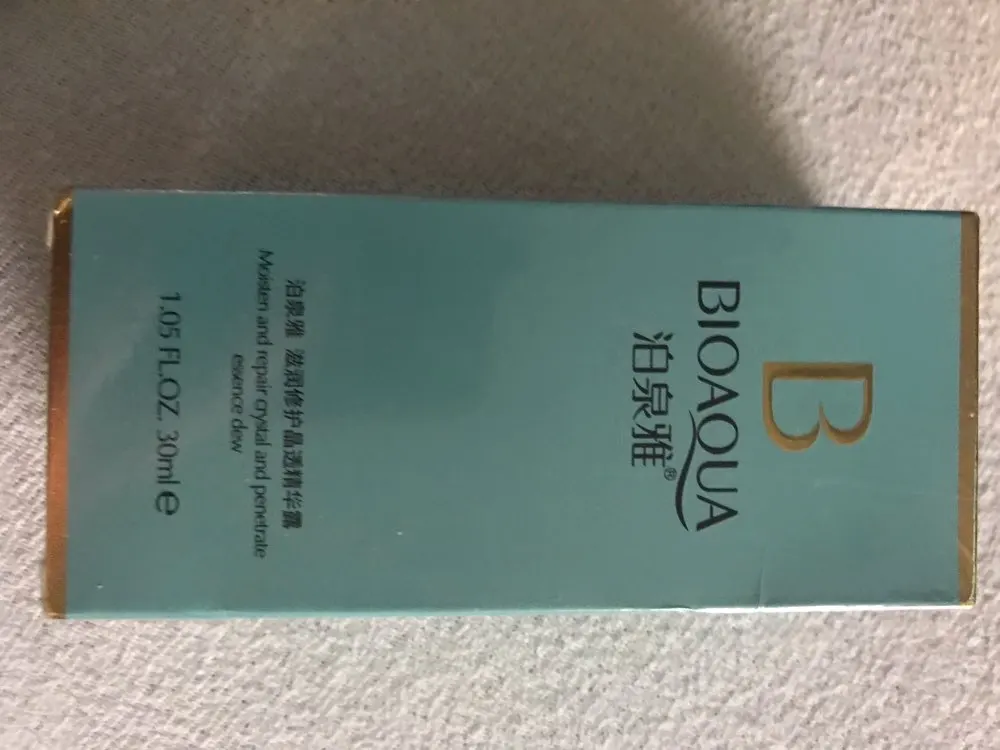 B
BIOAQUA
泊泉雅®
泊泉雅 滋润修护晶透精华露
Moisten and repair crystal and penetrate
essence dew
1.05 FL.OZ. 30ml ℮